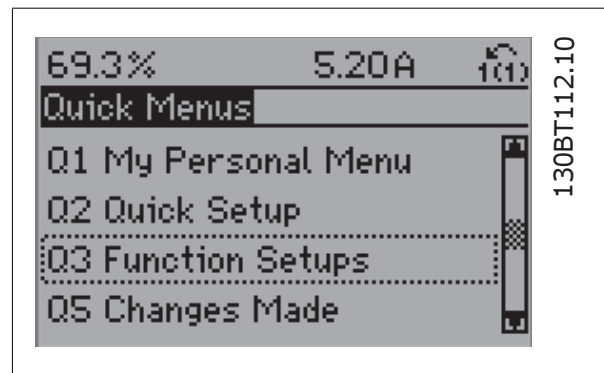 69.3% 5.20A 1(1)
Quick Menus
Q1 My Personal Menu
Q2 Quick Setup
Q3 Function Setups
Q5 Changes Made
130BT112.10